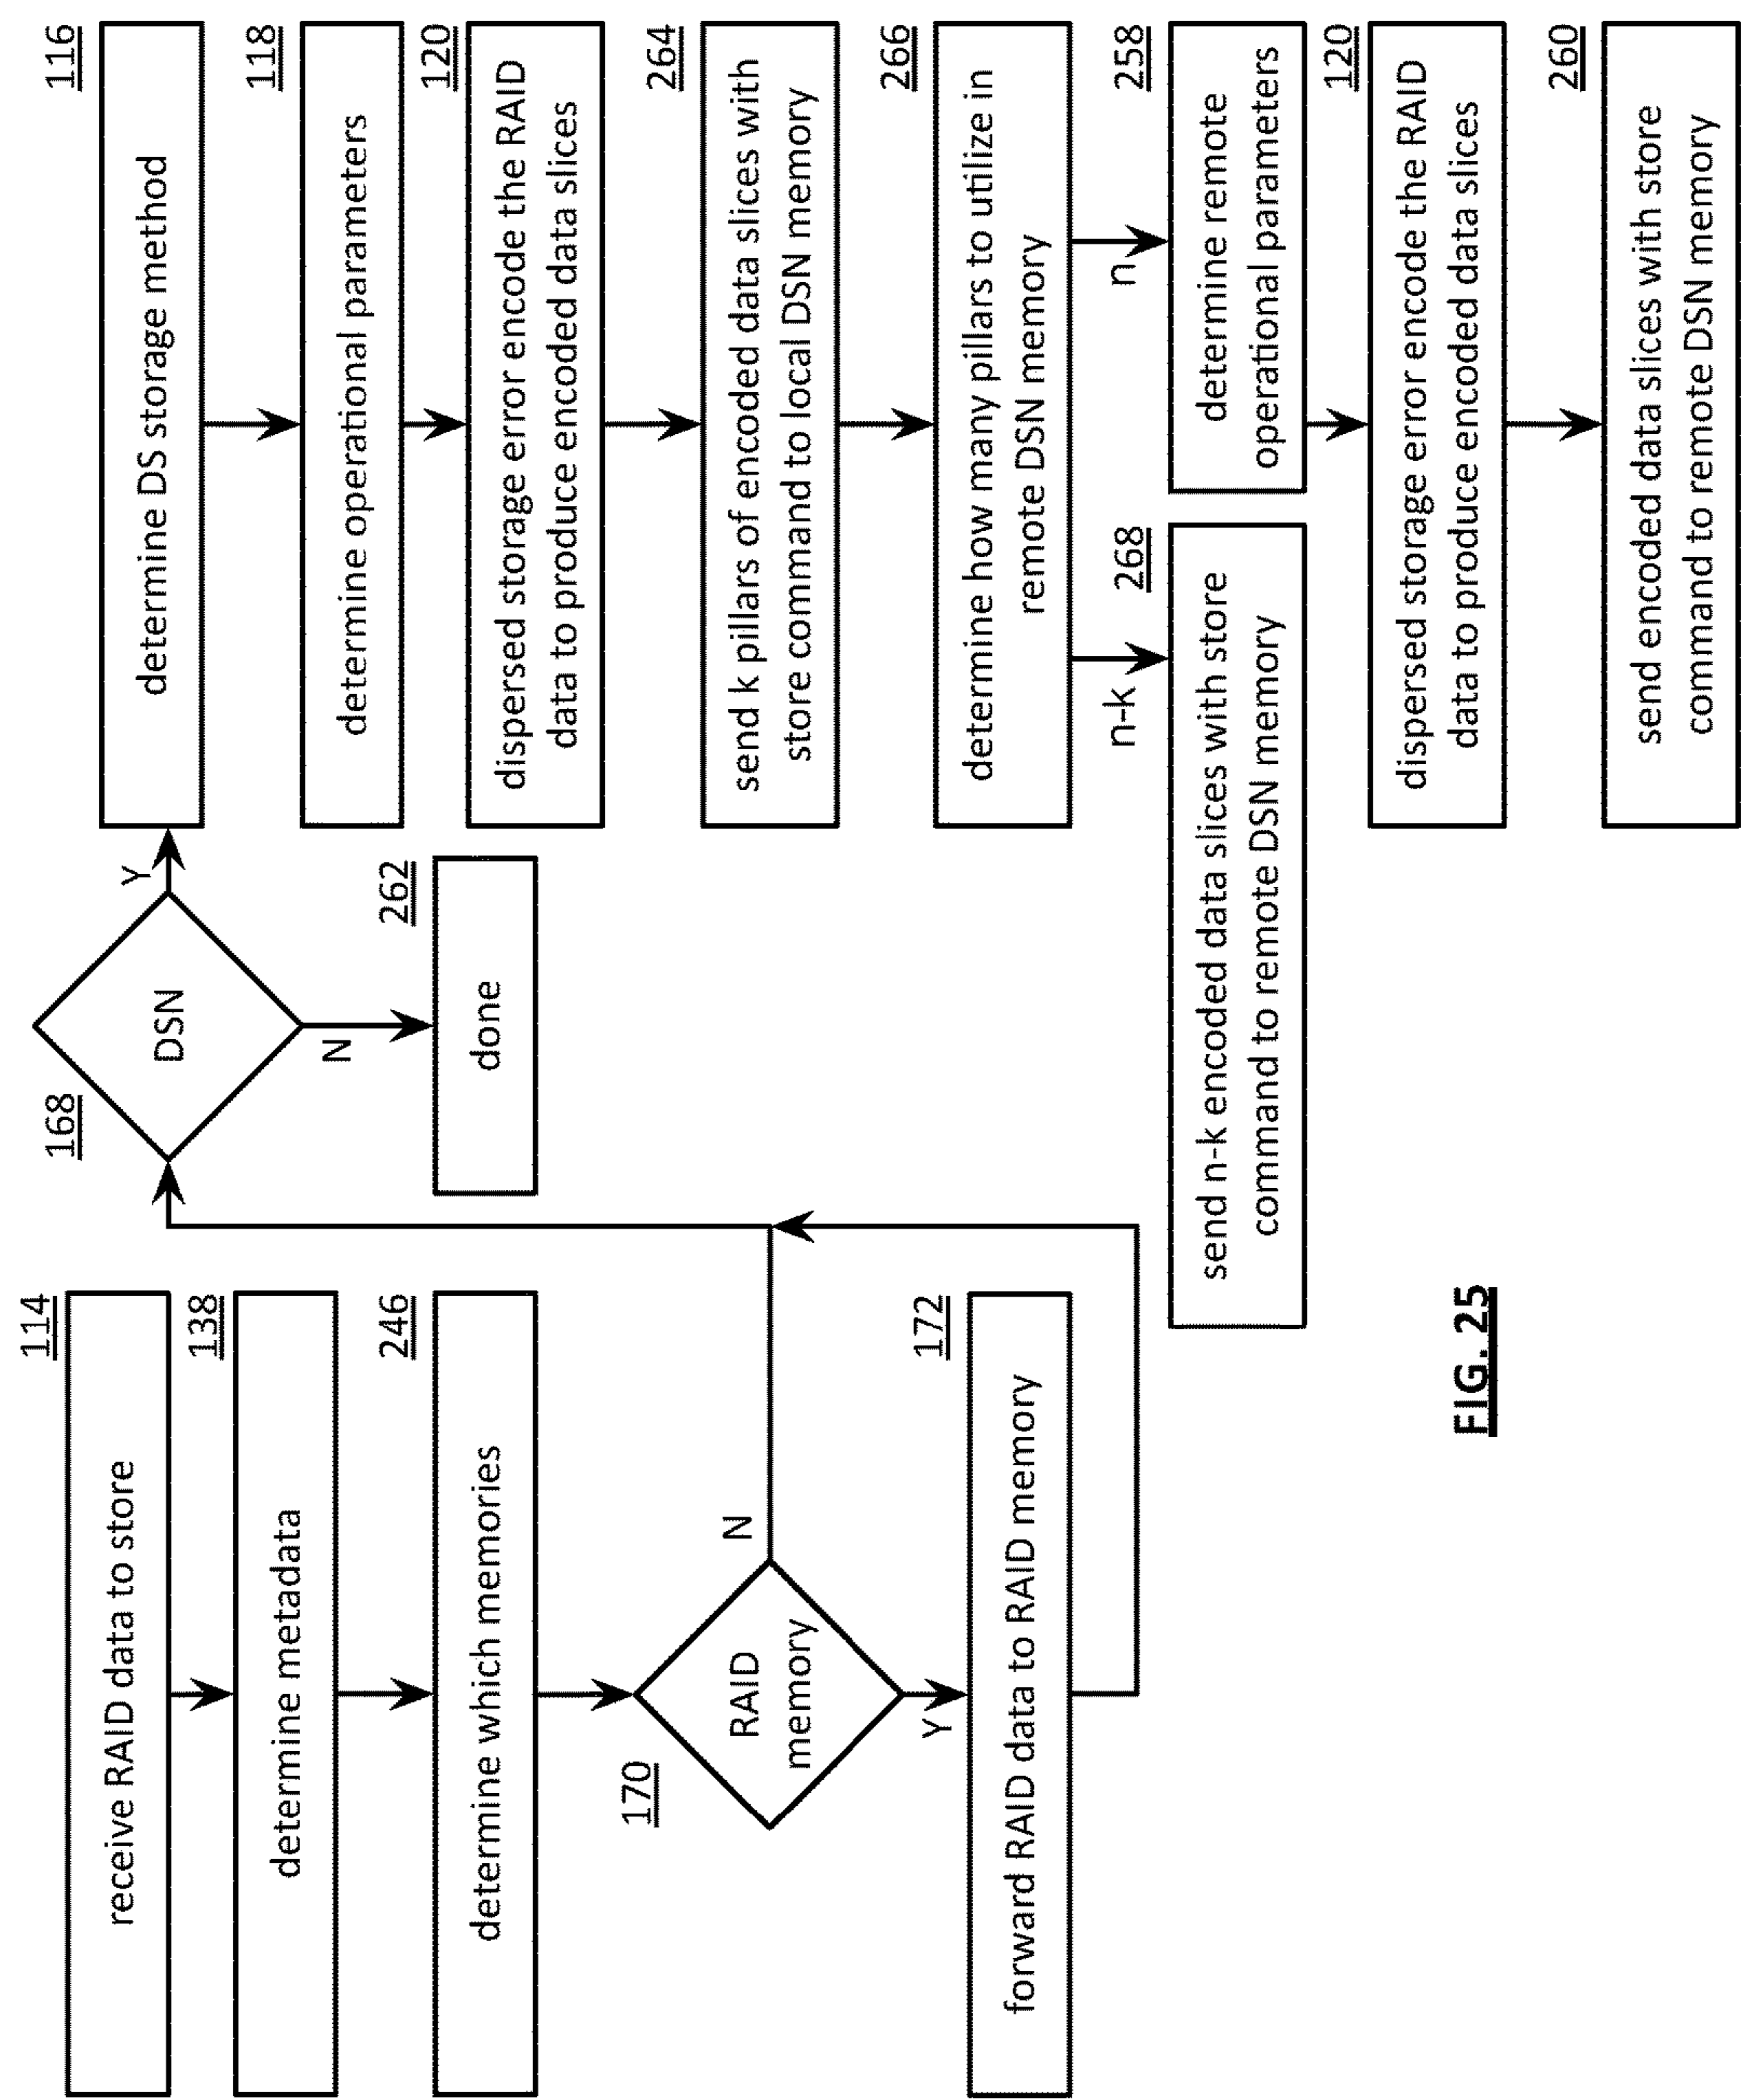 114
receive RAID data to store
138
determine metadata
246
determine which memories
170
RAID
memory
N
Y
172
forward RAID data to RAID memory
168
DSN
Y
N
262
done
116
determine DS storage method
118
determine operational parameters
120
dispersed storage error encode the RAID
data to produce encoded data slices
264
send k pillars of encoded data slices with
store command to local DSN memory
266
determine how many pillars to utilize in
remote DSN memory
n-k
n
268
send n-k encoded data slices with store
command to remote DSN memory
258
determine remote
operational parameters
120
dispersed storage error encode the RAID
data to produce encoded data slices
260
send encoded data slices with store
command to remote DSN memory
FIG. 25